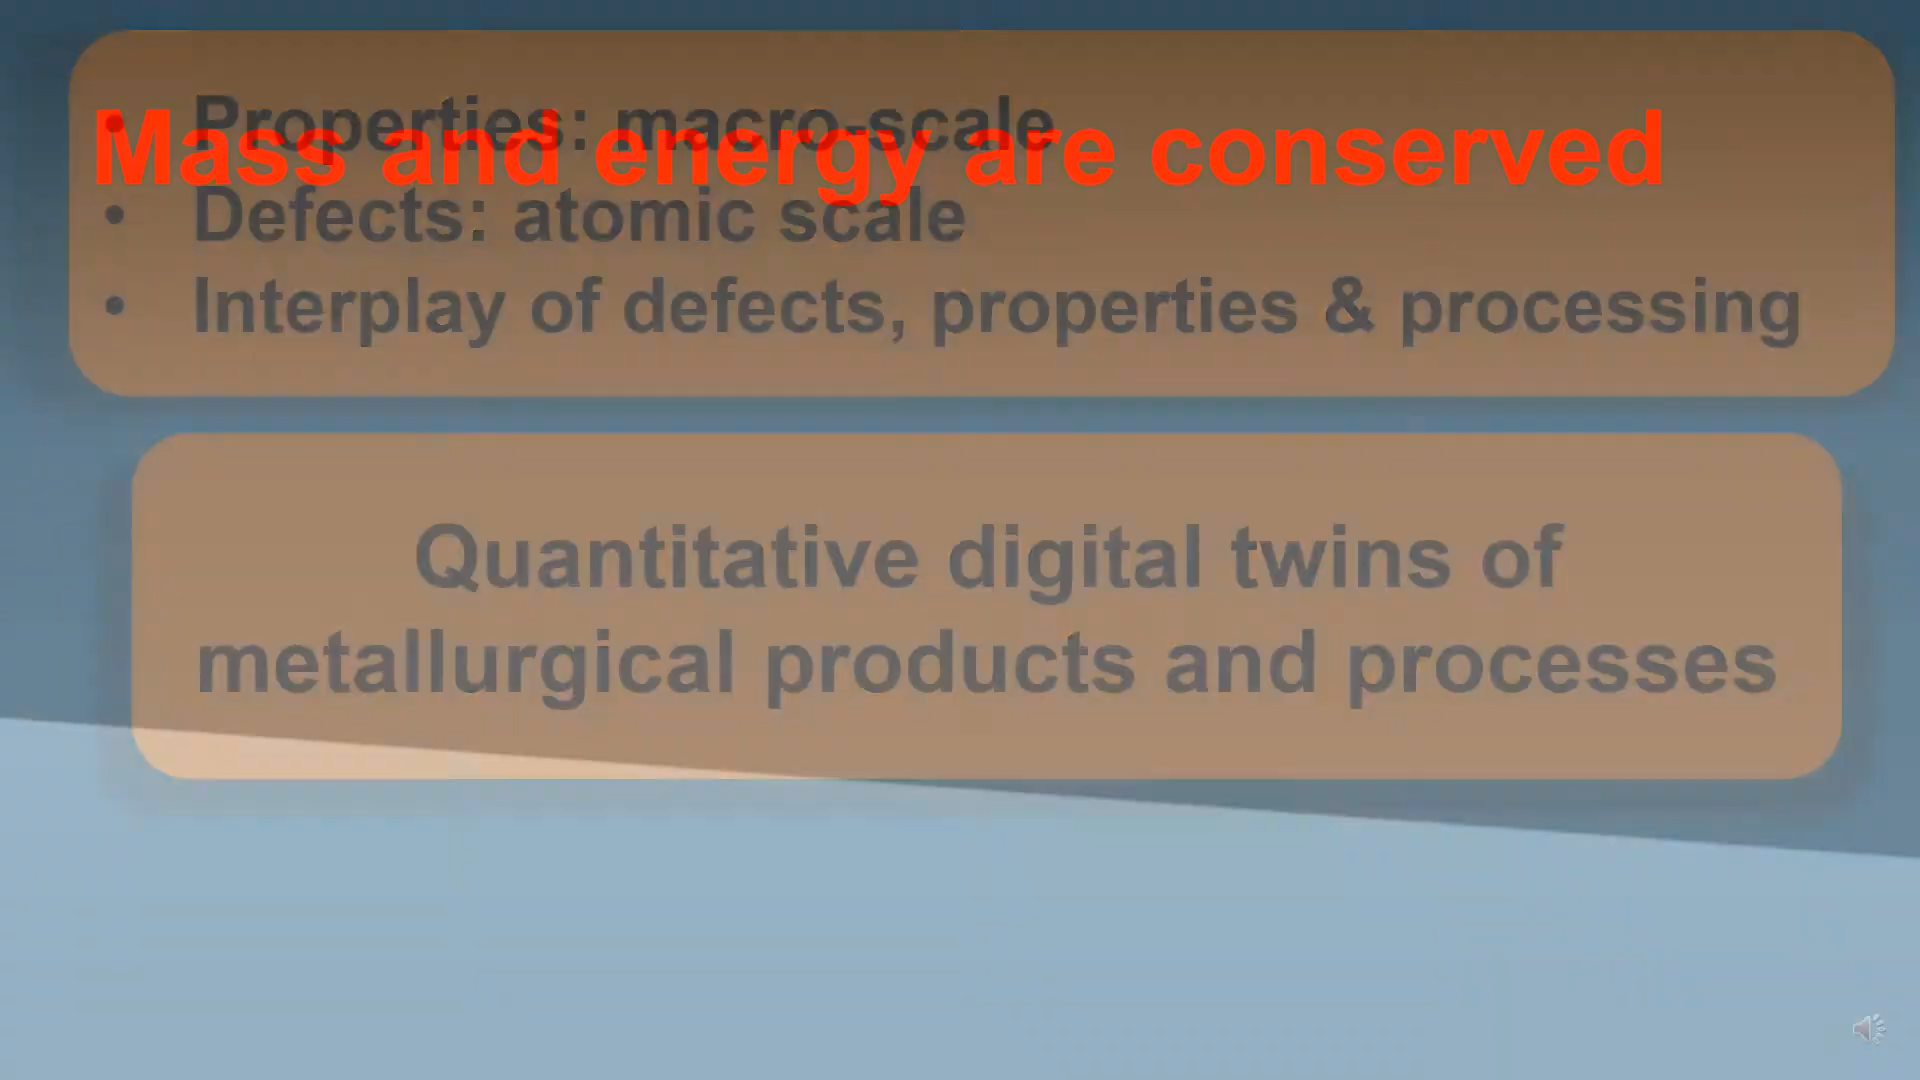 Mass and energy are conserved
• Properties: macro-scale
• Defects: atomic scale
• Interplay of defects, properties & processing
Quantitative digital twins of
metallurgical products and processes